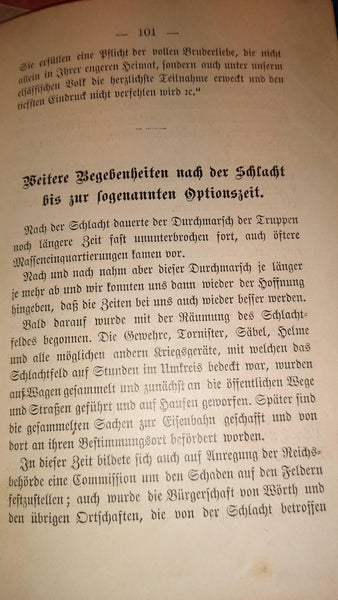 — 101 —
Sie erfüllen eine Pflicht der vollen Bruderliebe, die nicht
allein in Ihrer engeren Heimat, sondern auch unter unserm
elsässischen Volk die herzlichste Teilnahme erweckt und den
tiefsten Eindruck nicht verfehlen wird ꝛc.“
Weitere Begebenheiten nach der Schlacht
bis zur sogenannten Optionszeit.
Nach der Schlacht dauerte der Durchmarsch der Truppen
noch längere Zeit fast ununterbrochen fort, auch öftere
Masseneinquartierungen kamen vor.
Nach und nach nahm aber dieser Durchmarsch je länger
je mehr ab und wir konnten uns dann wieder der Hoffnung
hingeben, daß die Zeiten bei uns auch wieder besser werden.
Bald darauf wurde mit der Räumung des Schlacht-
feldes begonnen. Die Gewehre, Tornister, Säbel, Helme
und alle möglichen andern Kriegsgeräte, mit welchen das
Schlachtfeld auf Stunden im Umkreis bedeckt war, wurden
auf Wagen gesammelt und zunächst an die öffentlichen Wege
und Straßen geführt und auf Haufen geworfen. Später sind
die gesammelten Sachen zur Eisenbahn geschafft und von
dort an ihren Bestimmungsort befördert worden.
In dieser Zeit bildete sich auch auf Anregung der Reichs-
behörde eine Commission um den Schaden auf den Feldern
festzustellen; auch wurde die Bürgerschaft von Wörth und
den übrigen Ortschaften, die von der Schlacht betroffen